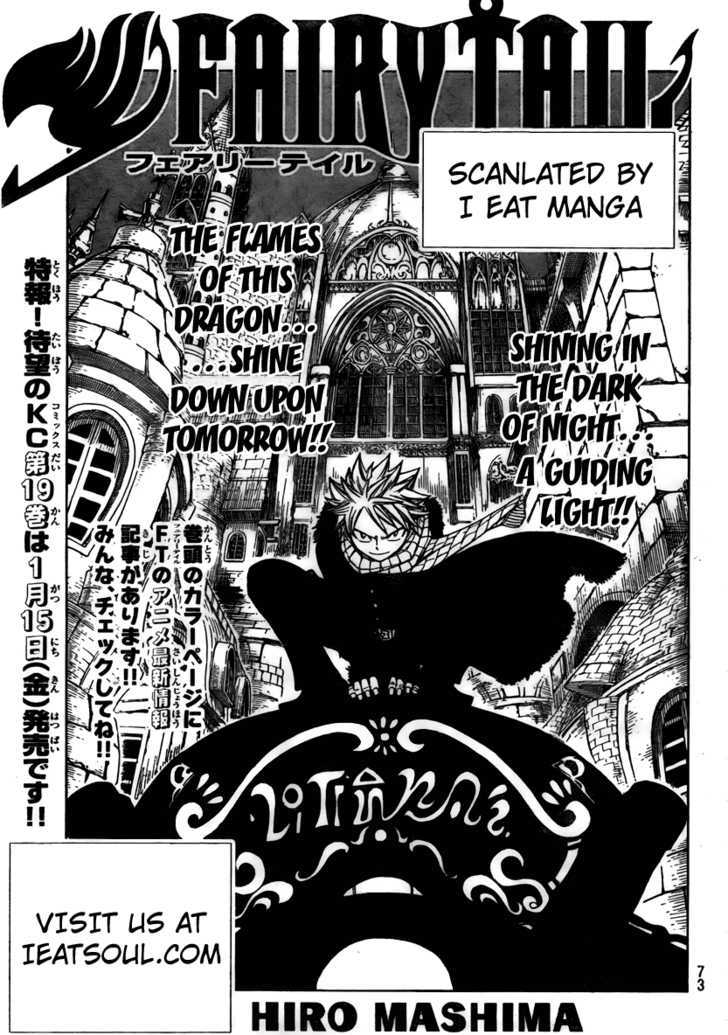 FAIRY TAIL
フェアリーテイル
SCANLATED BY
I EAT MANGA
THE FLAMES
OF THIS
DRAGON...
...SHINE
DOWN UPON
TOMORROW!!
SHINING IN
THE DARK
OF NIGHT...
A GUIDING
LIGHT!!
特報！待望のKC第19巻は1月15日(金)発売です!!
巻頭のカラーページに
F.Tのアニメ最新情報
記事があります!!
みんな、チェックしてね!!
VISIT US AT
IEATSOUL.COM
73
HIRO MASHIMA